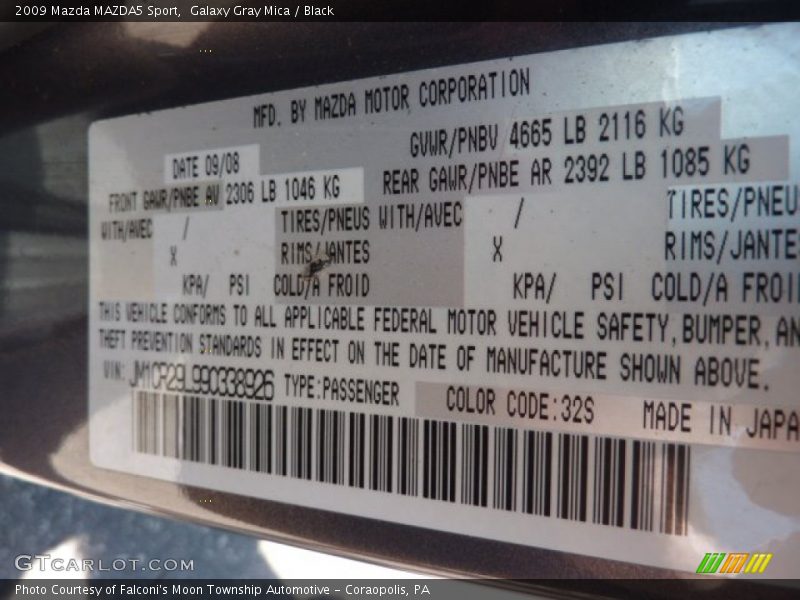 2009 Mazda MAZDA5 Sport,  Galaxy Gray Mica / Black
MFD. BY MAZDA MOTOR CORPORATION
DATE 09/08
GVWR/PNBV 4665 LB 2116 KG
FRONT GAWR/PNBE AV 2306 LB 1046 KG
REAR GAWR/PNBE AR 2392 LB 1085 KG
WITH/AVEC / TIRES/PNEUS WITH/AVEC / TIRES/PNEU
X RIMS/JANTES X RIMS/JANTE
KPA/ PSI COLD/A FROID KPA/ PSI COLD/A FROI
THIS VEHICLE CONFORMS TO ALL APPLICABLE FEDERAL MOTOR VEHICLE SAFETY, BUMPER, AN
THEFT PREVENTION STANDARDS IN EFFECT ON THE DATE OF MANUFACTURE SHOWN ABOVE.
VIN: JM1CR29L990338926 TYPE:PASSENGER COLOR CODE:32S MADE IN JAPA
GTCARLOT.COM
Photo Courtesy of Falconi's Moon Township Automotive – Coraopolis, PA